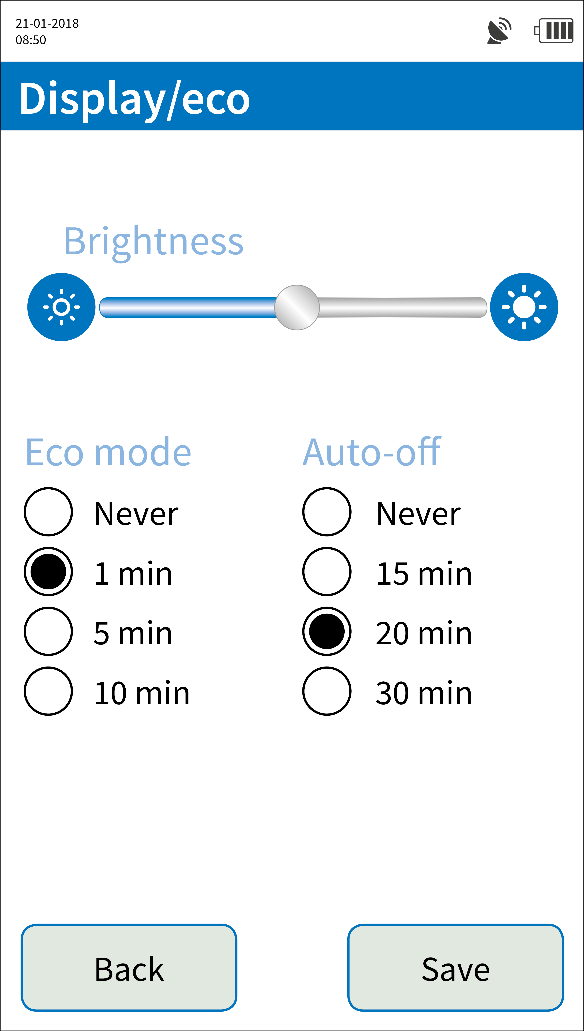 21-01-2018
08:50
Display/eco
Brightness
Eco mode
Auto-off
Never
Never
1 min
15 min
5 min
20 min
10 min
30 min
Back
Save